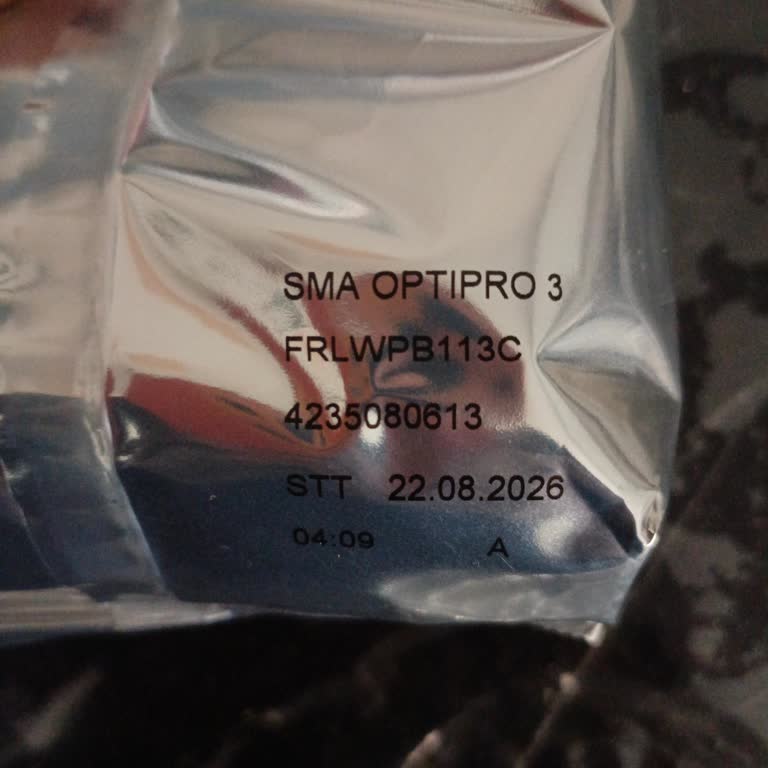 SMA OPTIPRO 3
FRLWPB113C
4235080613
STT 22.08.2026
04:09 A